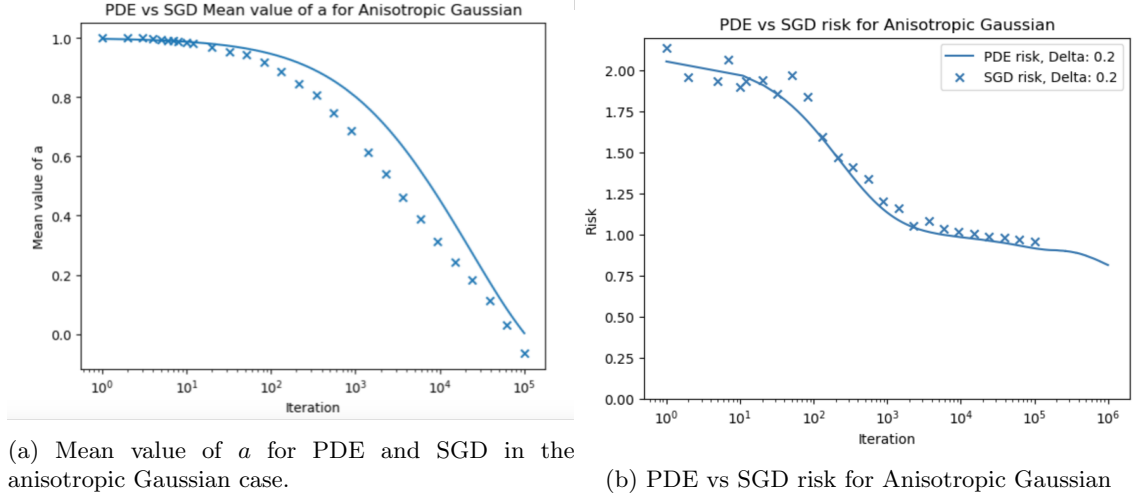 PDE vs SGD Mean value of a for Anisotropic Gaussian
1.0
0.8
0.6
0.4
0.2
0.0
Mean value of a
10^0
10^1
10^2
10^3
10^4
10^5
Iteration
(a) Mean value of a for PDE and SGD in the
anisotropic Gaussian case.
PDE vs SGD risk for Anisotropic Gaussian
PDE risk, Delta: 0.2
SGD risk, Delta: 0.2
2.00
1.75
1.50
1.25
1.00
0.75
0.50
0.25
0.00
Risk
10^0
10^1
10^2
10^3
10^4
10^5
10^6
Iteration
(b) PDE vs SGD risk for Anisotropic Gaussian